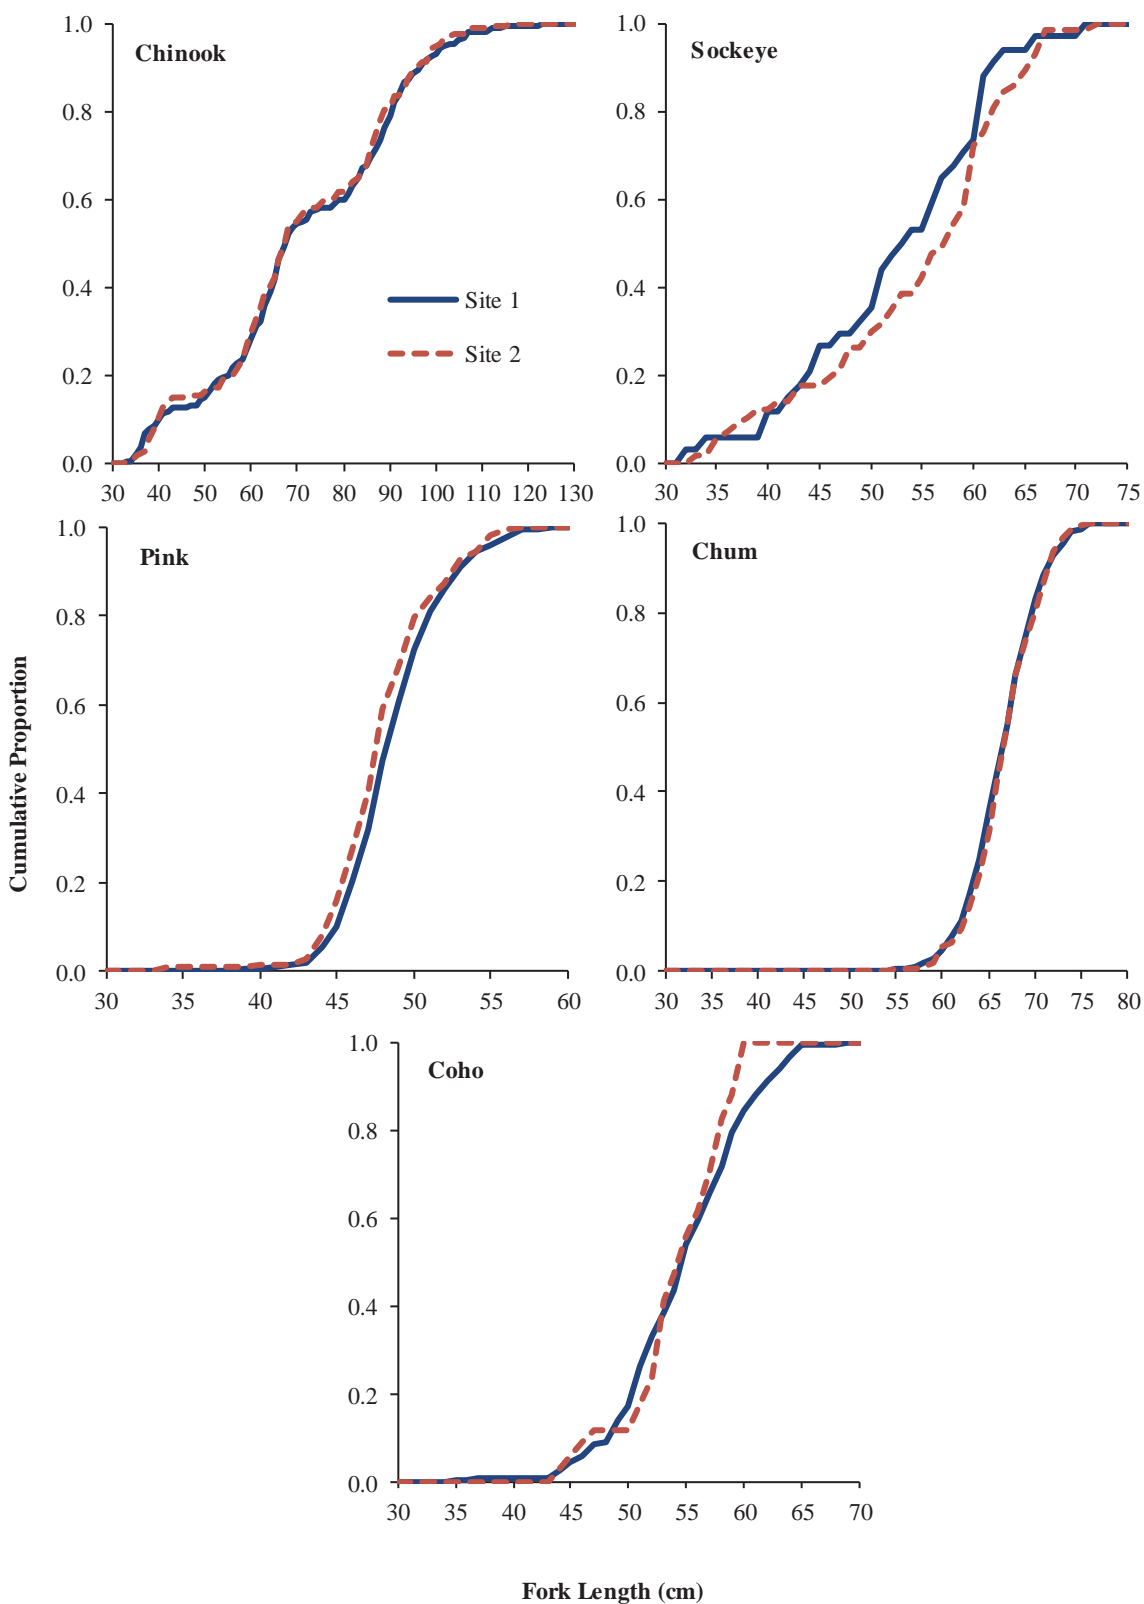 Chinook
1.0
0.8
0.6
0.4
0.2
0.0
30 40 50 60 70 80 90 100 110 120 130
Site 1
Site 2
Sockeye
1.0
0.8
0.6
0.4
0.2
0.0
30 35 40 45 50 55 60 65 70 75
Cumulative Proportion
Pink
1.0
0.8
0.6
0.4
0.2
0.0
30 35 40 45 50 55 60
Chum
1.0
0.8
0.6
0.4
0.2
0.0
30 35 40 45 50 55 60 65 70 75 80
Coho
1.0
0.8
0.6
0.4
0.2
0.0
30 35 40 45 50 55 60 65 70
Fork Length (cm)